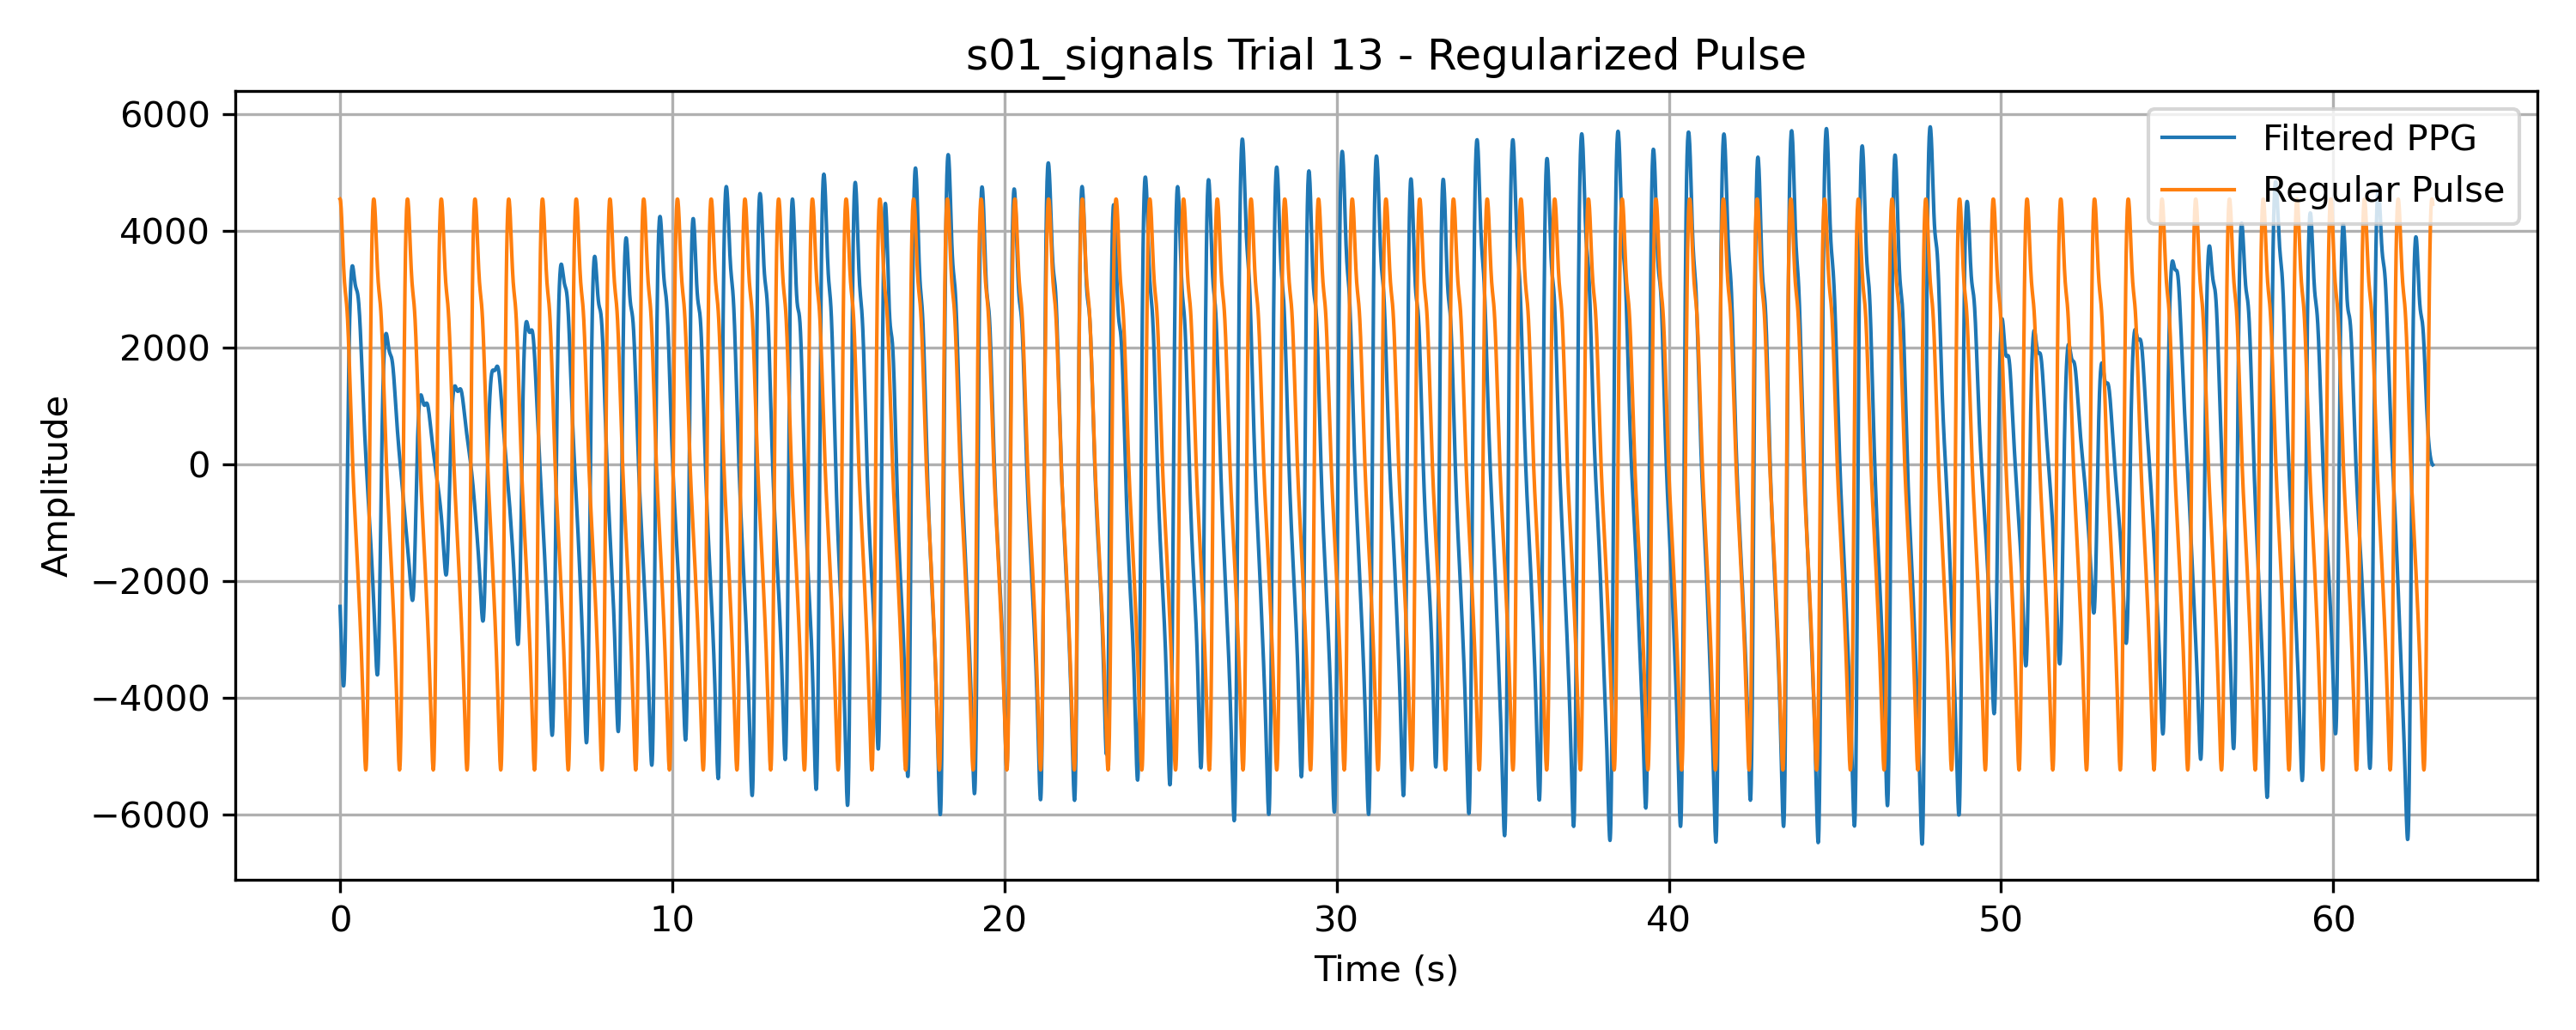 s01_signals Trial 13 - Regularized Pulse
Filtered PPG
Regular Pulse
Amplitude
6000
4000
2000
0
−2000
−4000
−6000
0 10 20 30 40 50 60
Time (s)